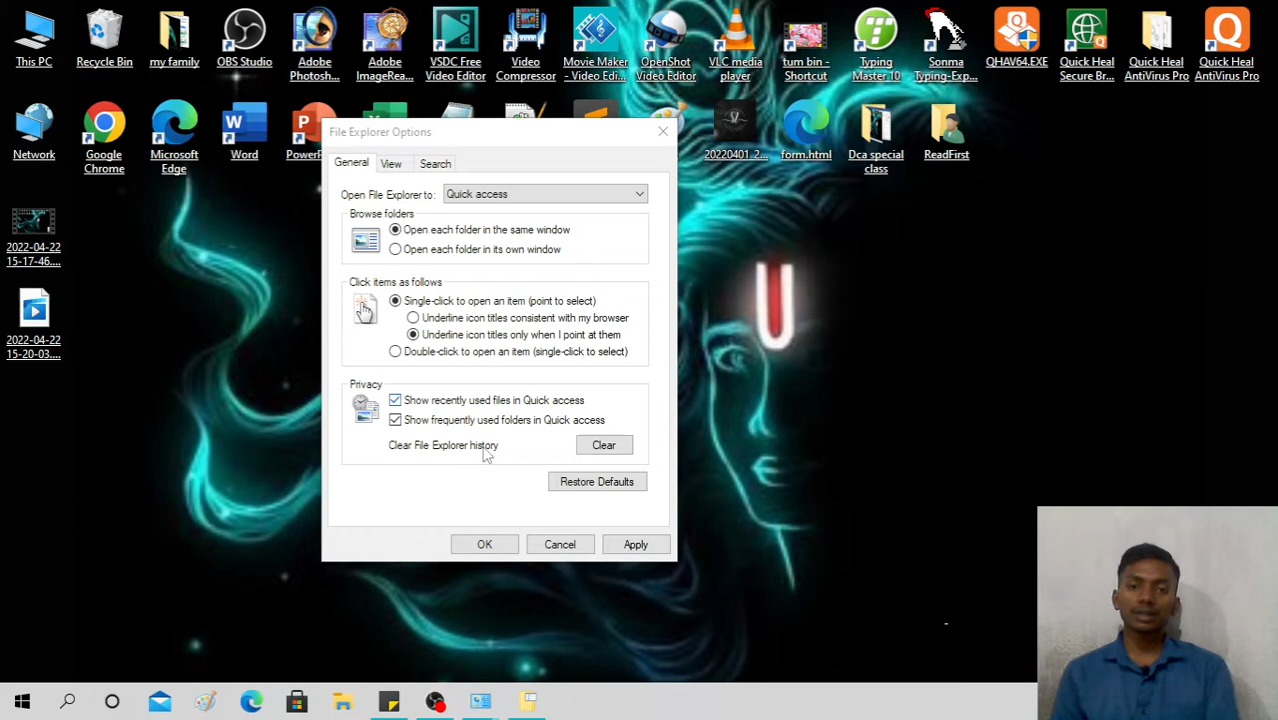 This PC
Recycle Bin
my family
OBS Studio
Adobe
Photosh...
Adobe
ImageRea...
VSDC Free
Video Editor
Video
Compressor
Movie Maker
- Video Edi...
OpenShot
Video Editor
VLC media
player
tum bin -
Shortcut
Typing
Master 10
Sonma
Typing-Exp...
QHAV64.EXE
Quick Heal
Secure Br...
Quick Heal
AntiVirus Pro
Quick Heal
AntiVirus Pro
Network
Google
Chrome
Microsoft
Edge
Word
20220401.2...
form.html
Dca special
class
ReadFirst
2022-04-22
15-17-46....
2022-04-22
15-20-03....
File Explorer Options
General
View
Search
Open File Explorer to:
Quick access
Browse folders
Open each folder in the same window
Open each folder in its own window
Click items as follows
Single-click to open an item (point to select)
Underline icon titles consistent with my browser
Underline icon titles only when I point at them
Double-click to open an item (single-click to select)
Privacy
Show recently used files in Quick access
Show frequently used folders in Quick access
Clear File Explorer history
Clear
Restore Defaults
OK
Cancel
Apply